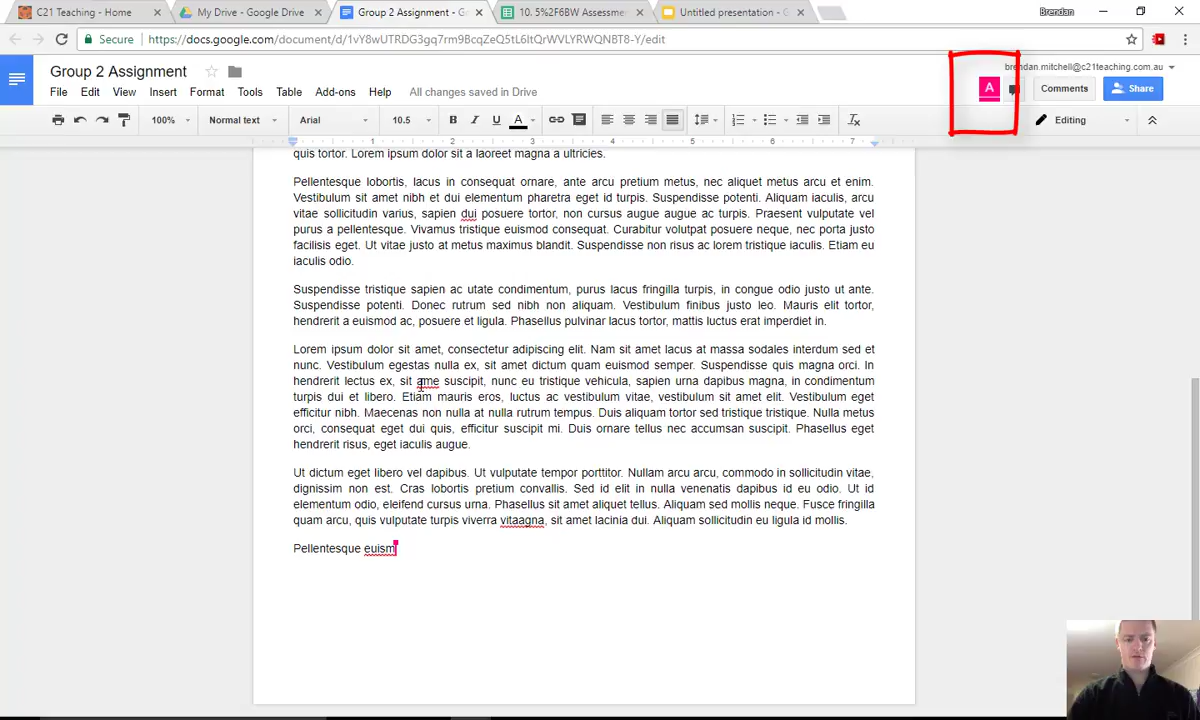 C21 Teaching - Home
My Drive - Google Drive
Group 2 Assignment - G
10. 5%2F6BW Assessme
Untitled presentation - G
Brendan
Secure
https://docs.google.com/document/d/1vY8wUTRDG3gq7rm9BcqZeQ5tL6ltQrWVLYRWQNBT8-Y/edit
Group 2 Assignment
brendan.mitchell@c21teaching.com.au
File Edit View Insert Format Tools Table Add-ons Help All changes saved in Drive
A
Comments
Share
100% Normal text Arial 10.5 B I U A
Editing
1 2 3 4 5 6 7
quis tortor. Lorem ipsum dolor sit a laoreet magna a ultricies.
Pellentesque lobortis, lacus in consequat ornare, ante arcu pretium metus, nec aliquet metus arcu et enim.
Vestibulum sit amet nibh et dui elementum pharetra eget id turpis. Suspendisse potenti. Aliquam iaculis, arcu
vitae sollicitudin varius, sapien dui posuere tortor, non cursus augue augue ac turpis. Praesent vulputate vel
purus a pellentesque. Vivamus tristique euismod consequat. Curabitur volutpat posuere neque, nec porta justo
facilisis eget. Ut vitae justo at metus maximus blandit. Suspendisse non risus ac lorem tristique iaculis. Etiam eu
iaculis odio.
Suspendisse tristique sapien ac utate condimentum, purus lacus fringilla turpis, in congue odio justo ut ante.
Suspendisse potenti. Donec rutrum sed nibh non aliquam. Vestibulum finibus justo leo. Mauris elit tortor,
hendrerit a euismod ac, posuere et ligula. Phasellus pulvinar lacus tortor, mattis luctus erat imperdiet in.
Lorem ipsum dolor sit amet, consectetur adipiscing elit. Nam sit amet lacus at massa sodales interdum sed et
nunc. Vestibulum egestas nulla ex, sit amet dictum quam euismod semper. Suspendisse quis magna orci. In
hendrerit lectus ex, sit ame suscipit, nunc eu tristique vehicula, sapien urna dapibus magna, in condimentum
turpis dui et libero. Etiam mauris eros, luctus ac vestibulum vitae, vestibulum sit amet elit. Vestibulum eget
efficitur nibh. Maecenas non nulla at nulla rutrum tempus. Duis aliquam tortor sed tristique tristique. Nulla metus
orci, consequat eget dui quis, efficitur suscipit mi. Duis ornare tellus nec accumsan suscipit. Phasellus eget
hendrerit risus, eget iaculis augue.
Ut dictum eget libero vel dapibus. Ut vulputate tempor porttitor. Nullam arcu arcu, commodo in sollicitudin vitae,
dignissim non est. Cras lobortis pretium convallis. Sed id elit in nulla venenatis dapibus id eu odio. Ut id
elementum odio, eleifend cursus urna. Phasellus sit amet aliquet tellus. Aliquam sed mollis neque. Fusce fringilla
quam arcu, quis vulputate turpis viverra vitaagna, sit amet lacinia dui. Aliquam sollicitudin eu ligula id mollis.
Pellentesque euism